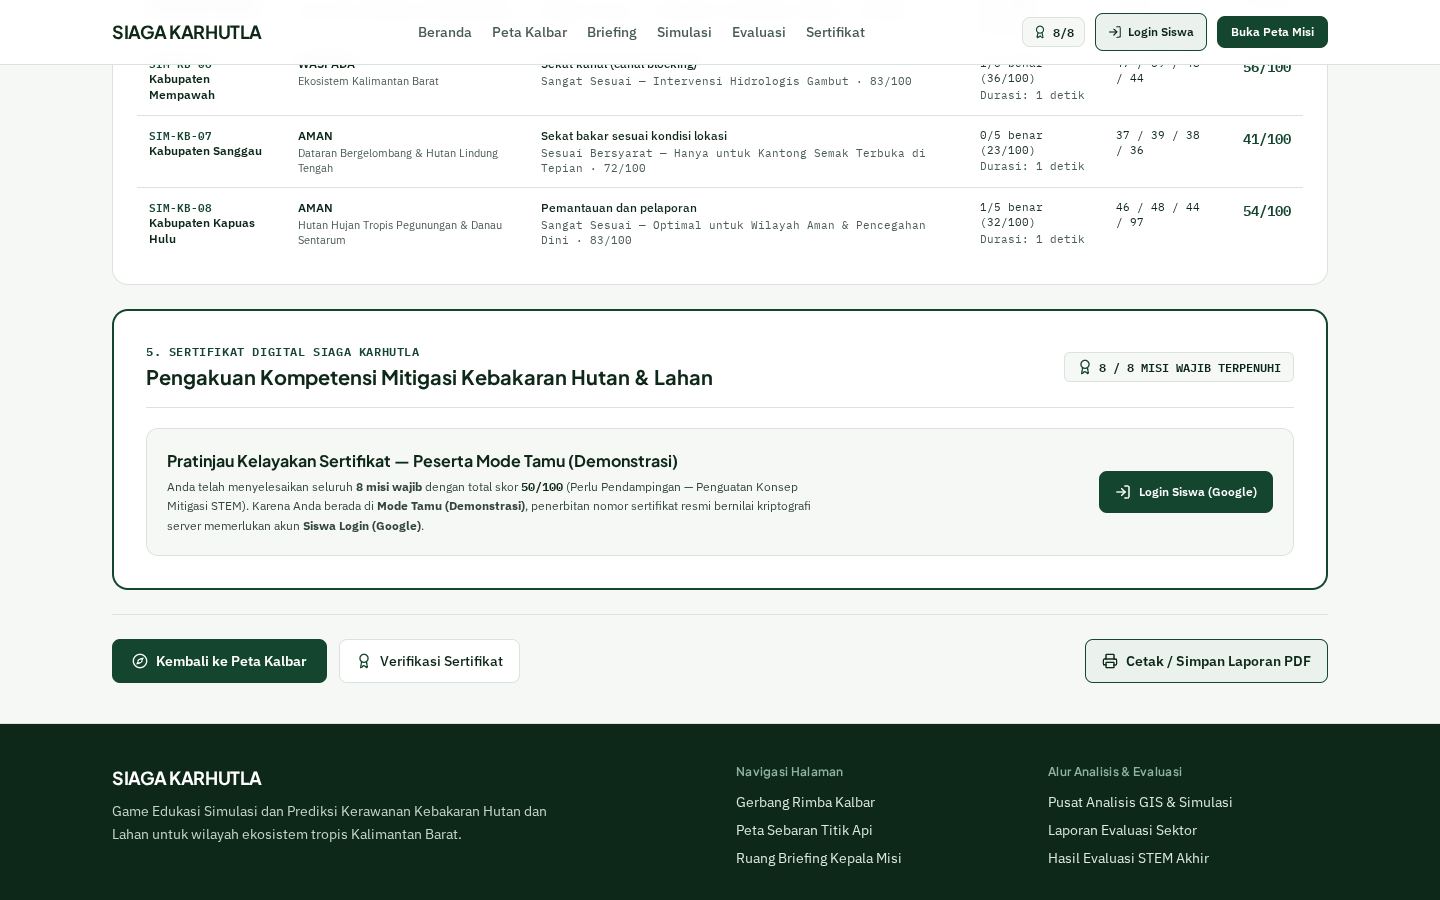 SIAGA KARHUTLA
Beranda
Peta Kalbar
Briefing
Simulasi
Evaluasi
Sertifikat
8/8
Login Siswa
Buka Peta Misi
Kabupaten
Mempawah
Ekosistem Kalimantan Barat
Sekat kanal (canal blocking)
Sangat Sesuai — Intervensi Hidrologis Gambut · 83/100
(36/100)
Durasi: 1 detik
/ 44
56/100
SIM-KB-07
Kabupaten Sanggau
AMAN
Dataran Bergelombang & Hutan Lindung
Tengah
Sekat bakar sesuai kondisi lokasi
Sesuai Bersyarat — Hanya untuk Kantong Semak Terbuka di
Tepian · 72/100
0/5 benar
(23/100)
Durasi: 1 detik
37 / 39 / 38
/ 36
41/100
SIM-KB-08
Kabupaten Kapuas
Hulu
AMAN
Hutan Hujan Tropis Pegunungan & Danau
Sentarum
Pemantauan dan pelaporan
Sangat Sesuai — Optimal untuk Wilayah Aman & Pencegahan
Dini · 83/100
1/5 benar
(32/100)
Durasi: 1 detik
46 / 48 / 44
/ 97
54/100
5. SERTIFIKAT DIGITAL SIAGA KARHUTLA
Pengakuan Kompetensi Mitigasi Kebakaran Hutan & Lahan
8 / 8 MISI WAJIB TERPENUHI
Pratinjau Kelayakan Sertifikat — Peserta Mode Tamu (Demonstrasi)
Anda telah menyelesaikan seluruh 8 misi wajib dengan total skor 50/100 (Perlu Pendampingan — Penguatan Konsep
Mitigasi STEM). Karena Anda berada di Mode Tamu (Demonstrasi), penerbitan nomor sertifikat resmi bernilai kriptografi
server memerlukan akun Siswa Login (Google).
Login Siswa (Google)
Kembali ke Peta Kalbar
Verifikasi Sertifikat
Cetak / Simpan Laporan PDF
SIAGA KARHUTLA
Game Edukasi Simulasi dan Prediksi Kerawanan Kebakaran Hutan dan
Lahan untuk wilayah ekosistem tropis Kalimantan Barat.
Navigasi Halaman
Gerbang Rimba Kalbar
Peta Sebaran Titik Api
Ruang Briefing Kepala Misi
Alur Analisis & Evaluasi
Pusat Analisis GIS & Simulasi
Laporan Evaluasi Sektor
Hasil Evaluasi STEM Akhir